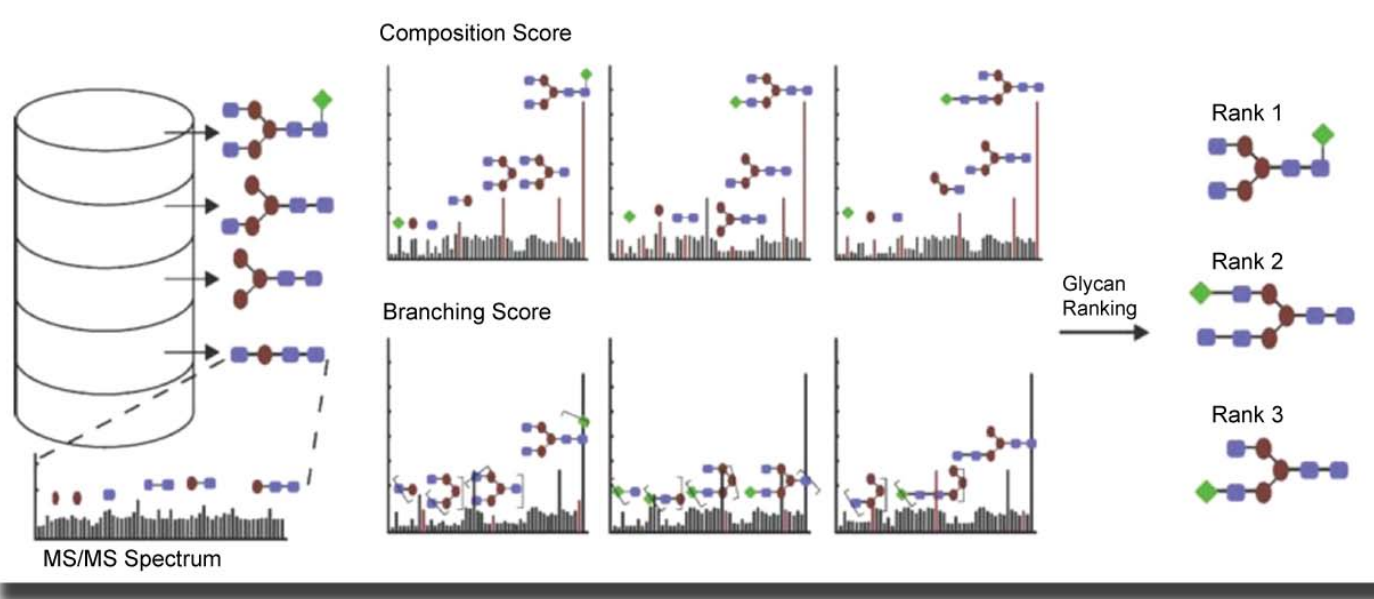 Composition Score
Branching Score
MS/MS Spectrum
Glycan
Ranking
Rank 1
Rank 2
Rank 3